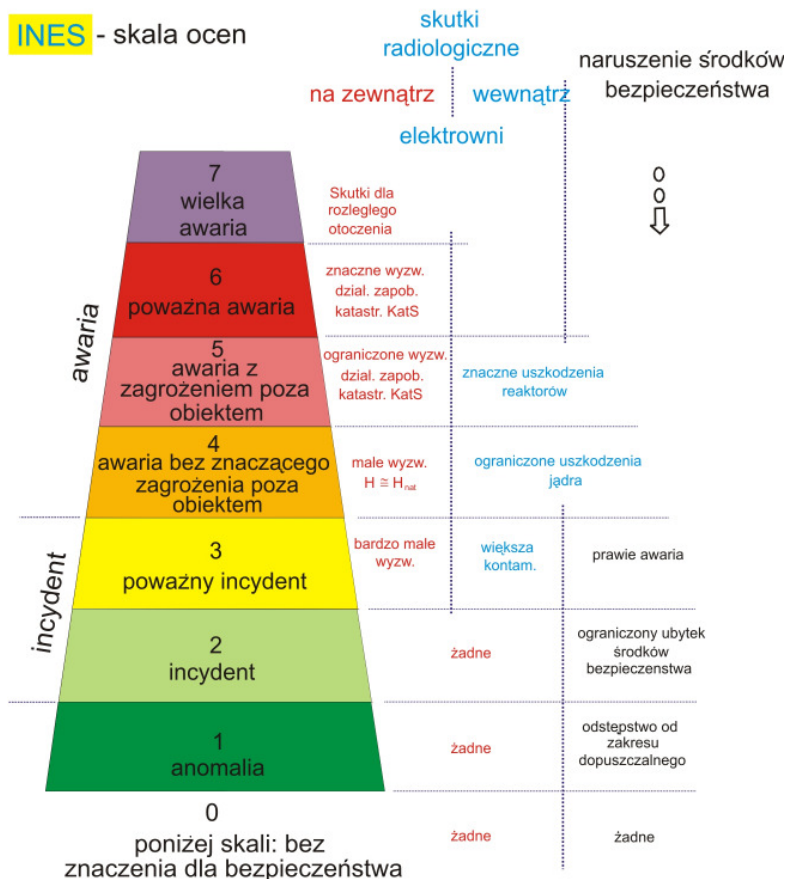 INES - skala ocen
skutki
radiologiczne
na zewnątrz
wewnątrz
elektrowni
naruszenie środków
bezpieczeństwa
7
wielka
awaria
Skutki dla
rozległego
otoczenia
6
poważna awaria
znaczne wyzw.
dział. zapob.
katastr. KatS
awaria
5
awaria z
zagrożeniem poza
obiektem
ograniczone wyzw.
dział. zapob.
katastr. KatS
znaczne uszkodzenia
reaktorów
4
awaria bez znaczącego
zagrożenia poza
obiektem
małe wyzw.
H ≅ Hnat
ograniczone uszkodzenia
jądra
incydent
3
poważny incydent
bardzo małe
wyzw.
większa
kontam.
prawie awaria
2
incydent
żadne
ograniczony ubytek
środków
bezpieczenstwa
1
anomalia
żadne
odstępstwo od
zakresu
dopuszczalnego
0
poniżej skali: bez
znaczenia dla bezpieczeństwa
żadne
żadne